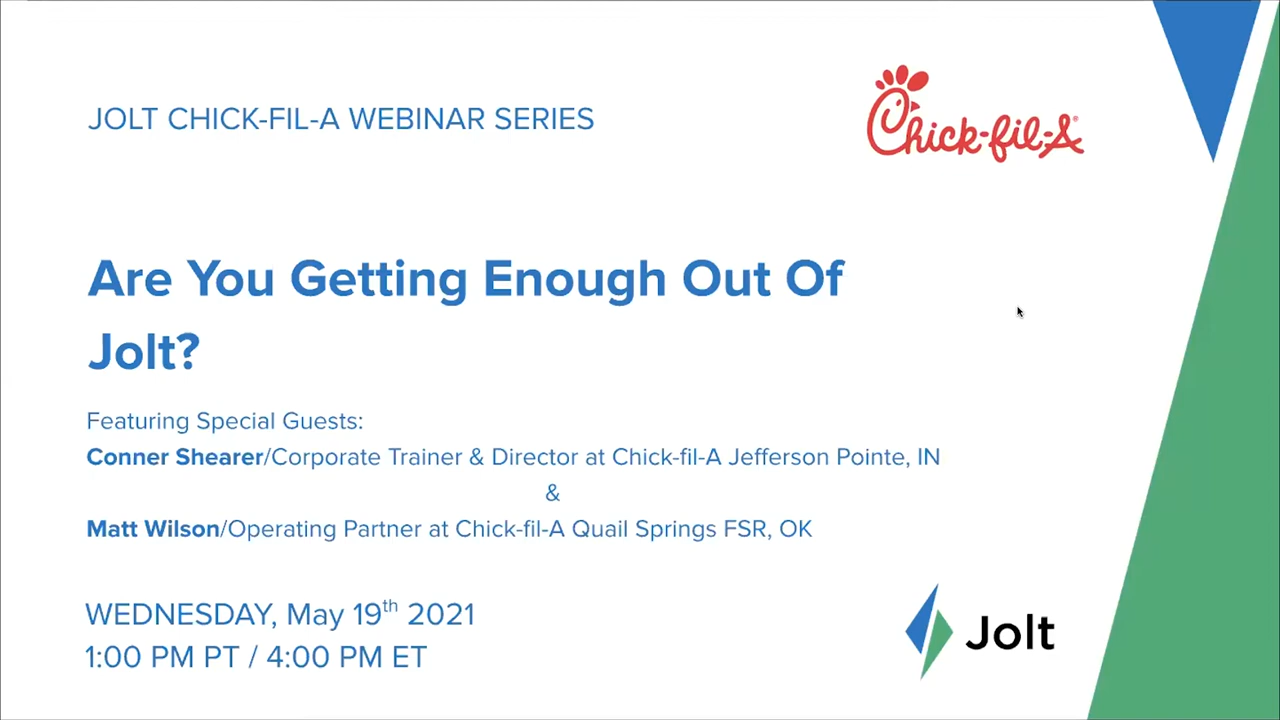 JOLT CHICK-FIL-A WEBINAR SERIES
Chick-fil-A®
Are You Getting Enough Out Of
Jolt?
Featuring Special Guests:
Conner Shearer/Corporate Trainer & Director at Chick-fil-A Jefferson Pointe, IN
&
Matt Wilson/Operating Partner at Chick-fil-A Quail Springs FSR, OK
WEDNESDAY, May 19th 2021
1:00 PM PT / 4:00 PM ET
Jolt